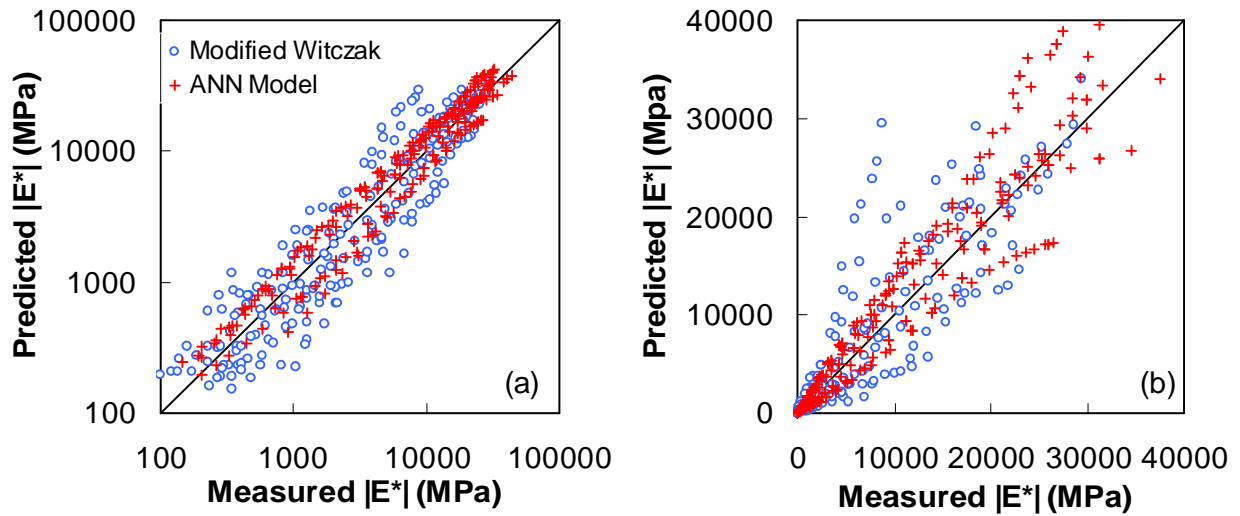 100000
10000
1000
100
Predicted |E*| (MPa)
Modified Witczak
ANN Model
(a)
100 1000 10000 100000
Measured |E*| (MPa)
40000
30000
20000
10000
0
Predicted |E*| (Mpa)
(b)
0 10000 20000 30000 40000
Measured |E*| (MPa)